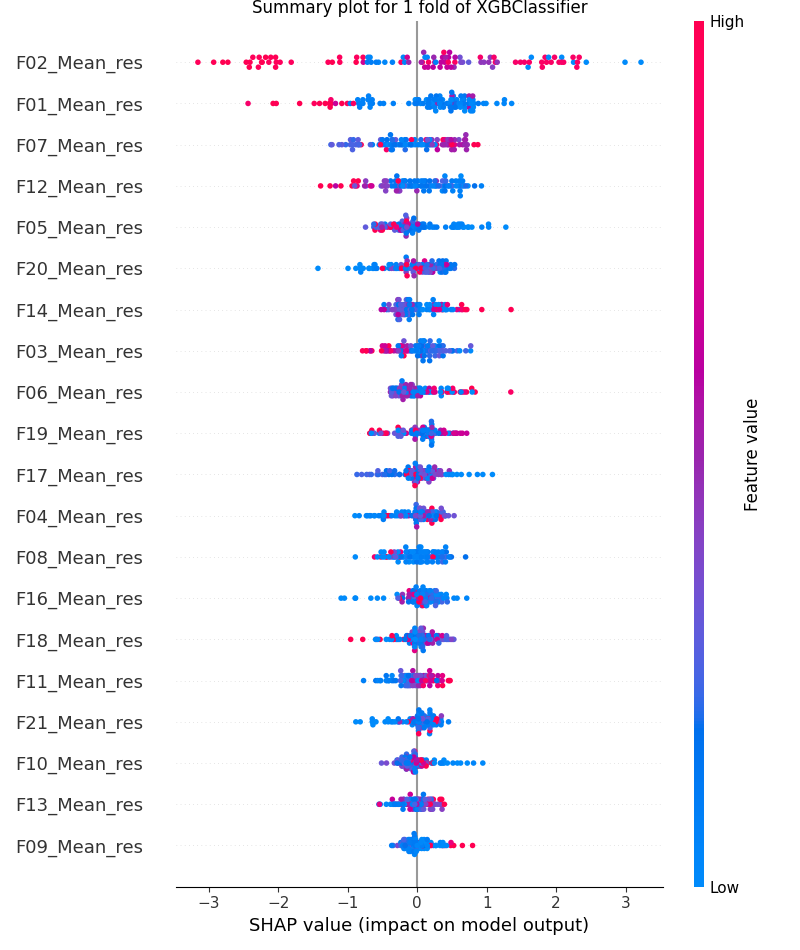 Summary plot for 1 fold of XGBClassifier
High
F02_Mean_res
F01_Mean_res
F07_Mean_res
F12_Mean_res
F05_Mean_res
F20_Mean_res
F14_Mean_res
F03_Mean_res
F06_Mean_res
F19_Mean_res
F17_Mean_res
F04_Mean_res
F08_Mean_res
F16_Mean_res
F18_Mean_res
F11_Mean_res
F21_Mean_res
F10_Mean_res
F13_Mean_res
F09_Mean_res
Feature value
Low
−3 −2 −1 0 1 2 3
SHAP value (impact on model output)